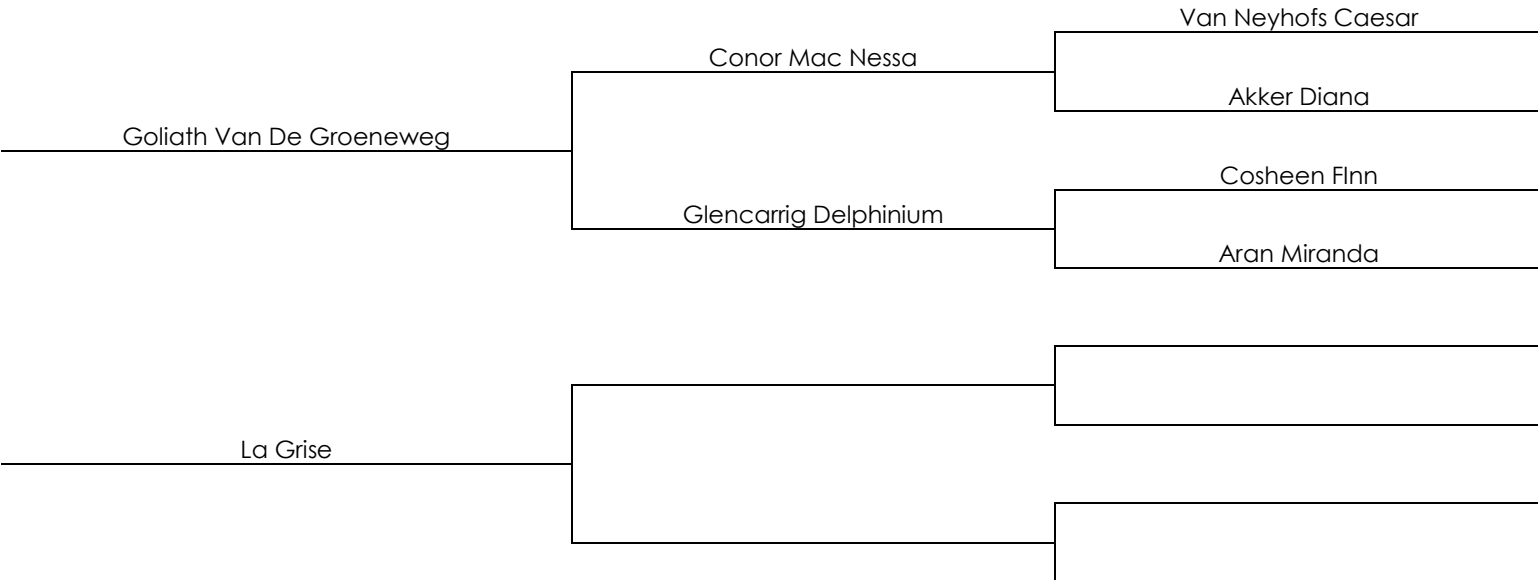 Van Neyhofs Caesar
Conor Mac Nessa
Akker Diana
Goliath Van De Groeneweg
Cosheen FInn
Glencarrig Delphinium
Aran Miranda
La Grise